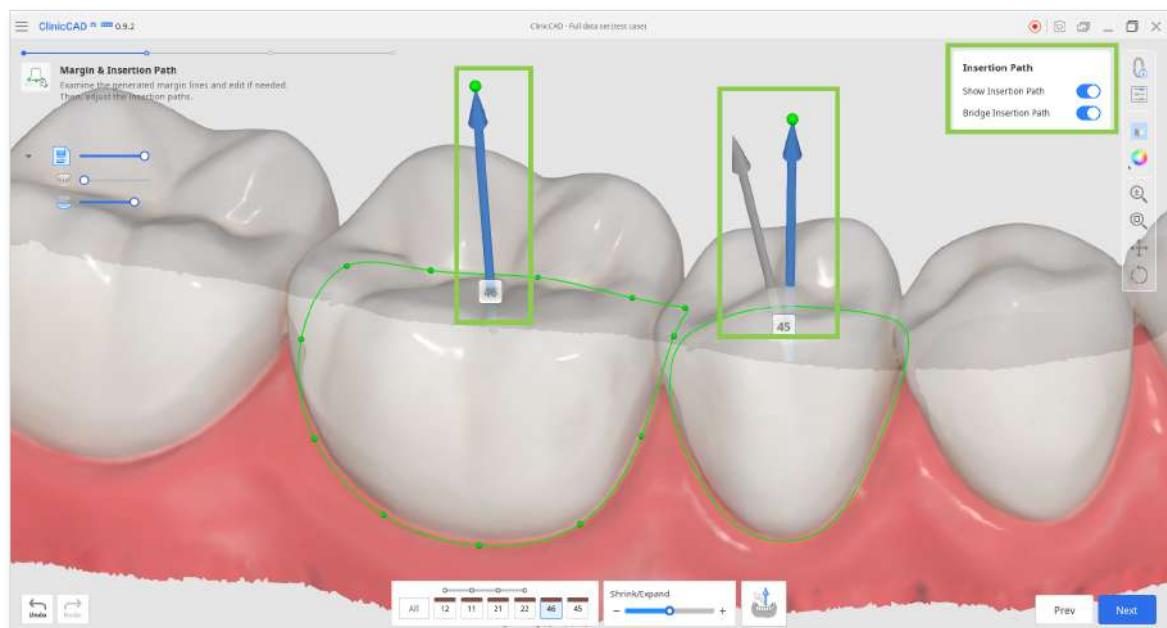 ClinicCAD 0.9.2
ClinicCAD - Full data set (test case)
Margin & Insertion Path
Examine the generated margin lines and edit if needed.
Then, adjust the insertion paths.
Insertion Path
Show Insertion Path
Bridge Insertion Path
46
45
Undo
Redo
All 12 11 21 22 46 45
Shrink/Expand
- +
Prev
Next